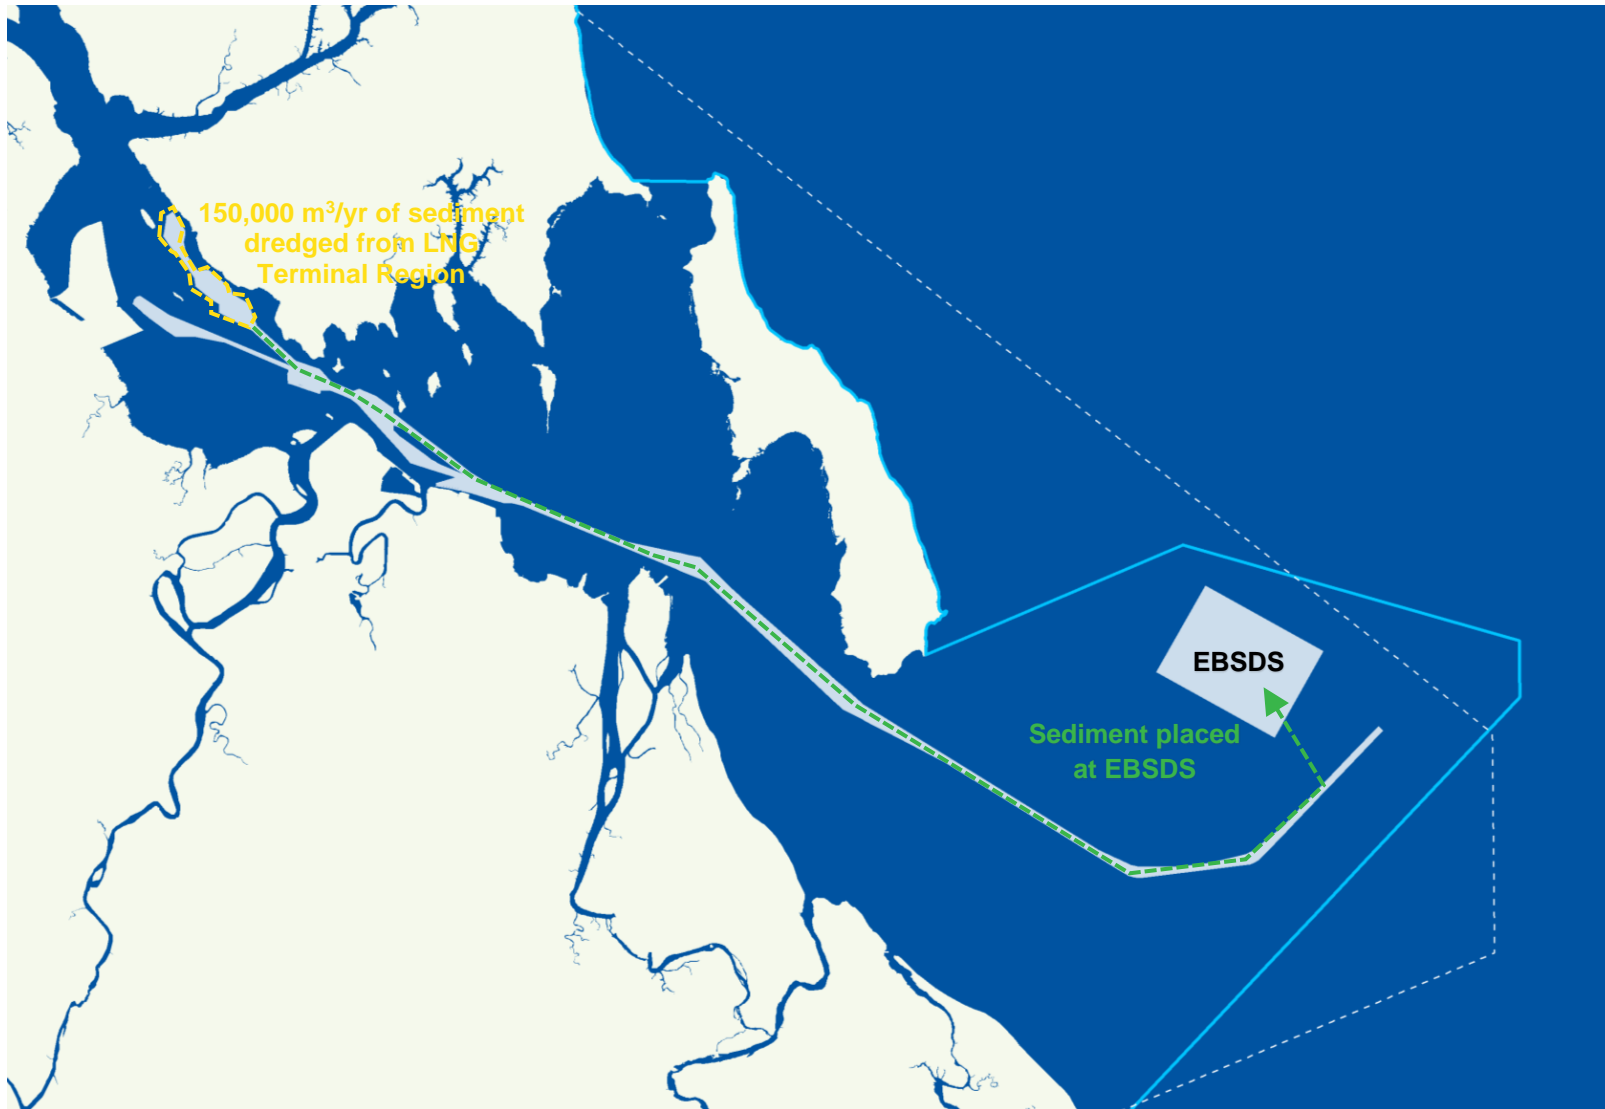 150,000 m³/yr of sediment
dredged from LNG
Terminal Region
EBSDS
Sediment placed
at EBSDS